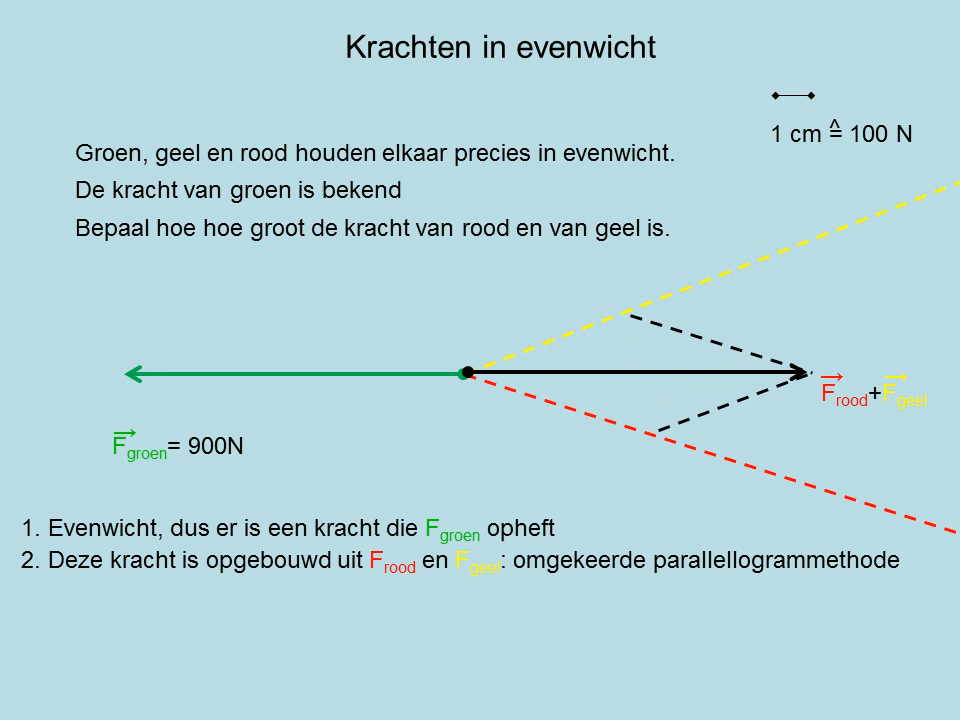 Krachten in evenwicht
1 cm ≙ 100 N
Groen, geel en rood houden elkaar precies in evenwicht.
De kracht van groen is bekend
Bepaal hoe hoe groot de kracht van rood en van geel is.
F⃗rood+F⃗geel
F⃗groen= 900N
1. Evenwicht, dus er is een kracht die Fgroen opheft
2. Deze kracht is opgebouwd uit Frood en Fgeel: omgekeerde parallellogrammethode